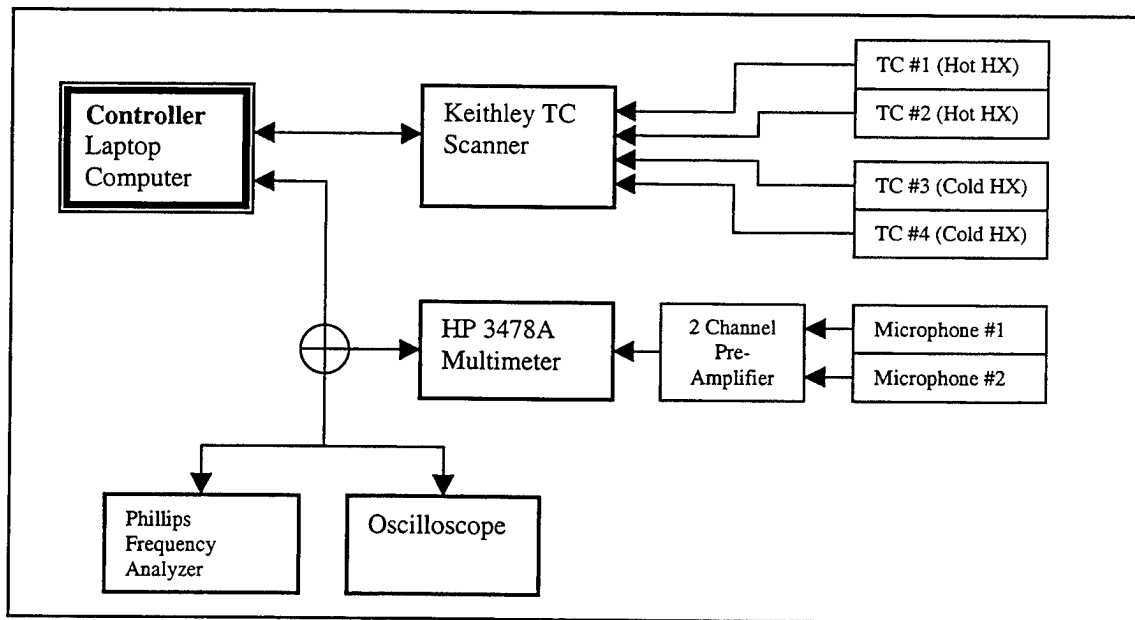 Controller
Laptop
Computer
Keithley TC
Scanner
TC #1 (Hot HX)
TC #2 (Hot HX)
TC #3 (Cold HX)
TC #4 (Cold HX)
HP 3478A
Multimeter
2 Channel
Pre-
Amplifier
Microphone #1
Microphone #2
Phillips
Frequency
Analyzer
Oscilloscope